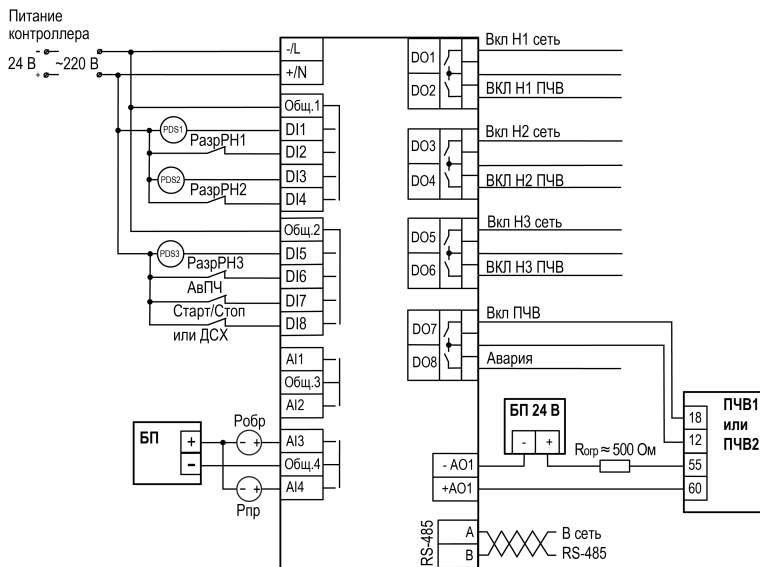 Питание
контроллера
- 
24 В ~220 В
+
-/L
+/N
Общ.1
PDS1
DI1
РазрРН1
DI2
PDS2
DI3
РазрРН2
DI4
Общ.2
PDS3
DI5
РазрРН3
DI6
АвПЧ
DI7
Старт/Стоп
или ДСХ
DI8
AI1
Общ.3
AI2
БП
+
-
Робр
- +
AI3
Общ.4
- +
AI4
Рпр
DO1
Вкл Н1 сеть
DO2
ВКЛ Н1 ПЧВ
DO3
Вкл Н2 сеть
DO4
ВКЛ Н2 ПЧВ
DO5
Вкл Н3 сеть
DO6
ВКЛ Н3 ПЧВ
DO7
Вкл ПЧВ
DO8
Авария
БП 24 В
- +
Rогр ≈ 500 Ом
- AO1
+AO1
18
12
55
60
ПЧВ1
или
ПЧВ2
RS-485
A
B
В сеть
RS-485